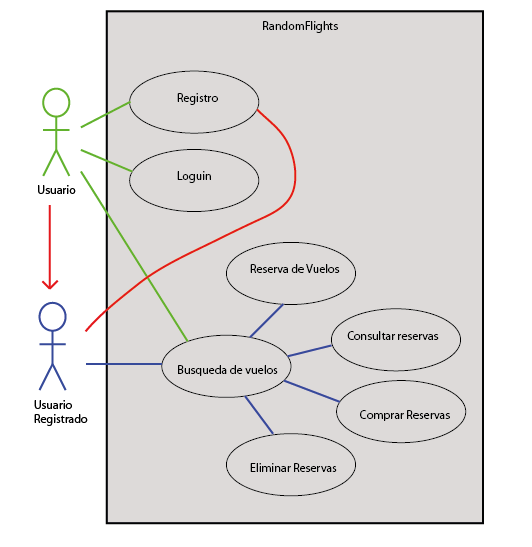 RandomFlights
Registro
Loguin
Usuario
Reserva de Vuelos
Consultar reservas
Busqueda de vuelos
Usuario
Registrado
Comprar Reservas
Eliminar Reservas